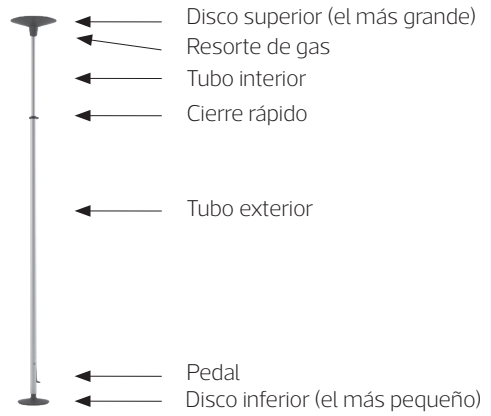 Disco superior (el más grande)
Resorte de gas
Tubo interior
Cierre rápido
Tubo exterior
Pedal
Disco inferior (el más pequeño)